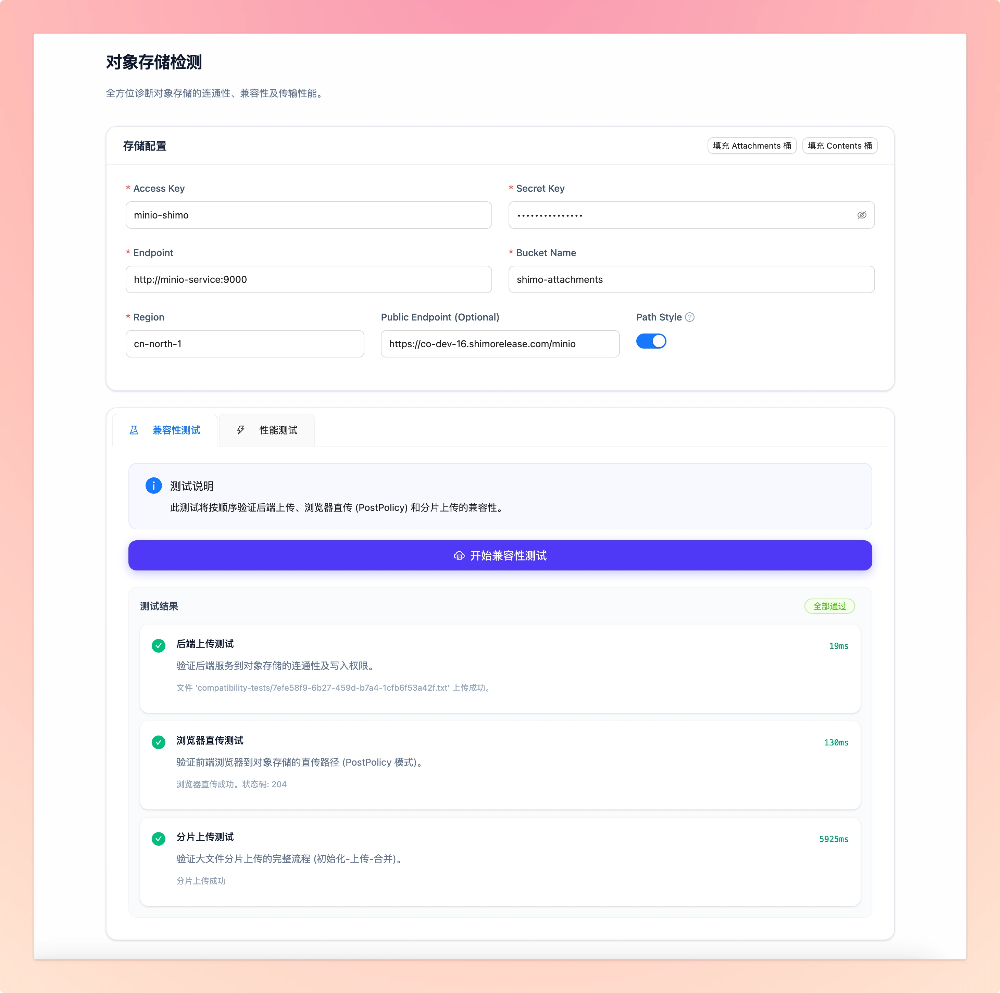 对象存储检测
全方位诊断对象存储的连通性、兼容性及传输性能。
存储配置
填充 Attachments 桶
填充 Contents 桶
* Access Key
* Secret Key
minio-shimo
•••••••••••••••
* Endpoint
* Bucket Name
http://minio-service:9000
shimo-attachments
* Region
Public Endpoint (Optional)
Path Style
cn-north-1
https://co-dev-16.shimorelease.com/minio
兼容性测试
性能测试
测试说明
此测试将按顺序验证后端上传、浏览器直传 (PostPolicy) 和分片上传的兼容性。
开始兼容性测试
测试结果
全部通过
后端上传测试
19ms
验证后端服务到对象存储的连通性及写入权限。
文件 'compatibility-tests/7efe58f9-6b27-459d-b7a4-1cfb6f53a42f.txt' 上传成功。
浏览器直传测试
130ms
验证前端浏览器到对象存储的直传路径 (PostPolicy 模式)。
浏览器直传成功。状态码: 204
分片上传测试
5925ms
验证大文件分片上传的完整流程 (初始化-上传-合并)。
分片上传成功